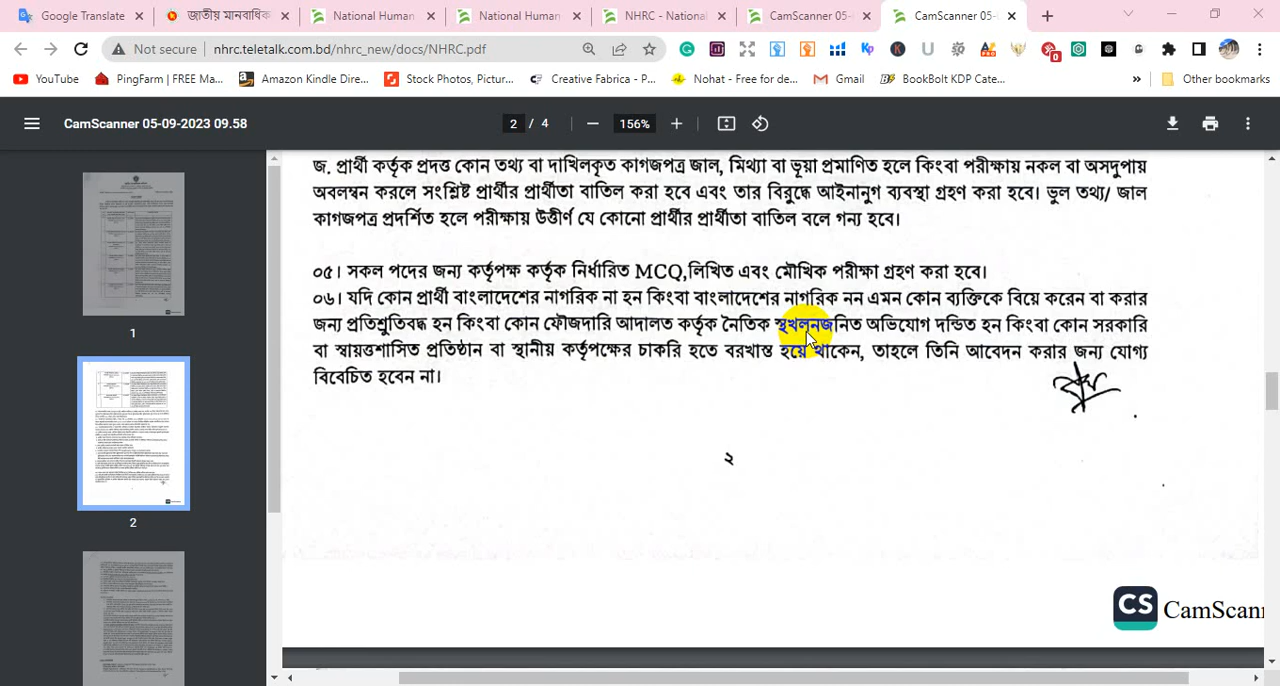 Google Translate
জাতীয় মানবাধিক
National Human
National Human
NHRC - National
CamScanner 05-
CamScanner 05-
Not secure
nhrc.teletalk.com.bd/nhrc_new/docs/NHRC.pdf
YouTube
PingFarm | FREE Ma...
Amazon Kindle Dire...
Stock Photos, Pictur...
Creative Fabrica - P...
Nohat - Free for de...
Gmail
BookBolt KDP Cate...
»
Other bookmarks
CamScanner 05-09-2023 09.58
2 / 4
156%
জ. প্রার্থী কর্তৃক প্রদত্ত কোন তথ্য বা দাখিলকৃত কাগজপত্র জাল, মিথ্যা বা ভূয়া প্রমাণিত হলে কিংবা পরীক্ষায় নকল বা অসদুপায়
অবলম্বন করলে সংশ্লিষ্ট প্রার্থীর প্রার্থীতা বাতিল করা হবে এবং তার বিরুদ্ধে আইনানুগ ব্যবস্থা গ্রহণ করা হবে। ভুল তথ্য/ জাল
কাগজপত্র প্রদর্শিত হলে পরীক্ষায় উত্তীর্ণ যে কোনো প্রার্থীর প্রার্থীতা বাতিল বলে গন্য হবে।
০৫। সকল পদের জন্য কর্তৃপক্ষ কর্তৃক নির্ধারিত MCQ,লিখিত এবং মৌখিক পরীক্ষা গ্রহণ করা হবে।
০৬। যদি কোন প্রার্থী বাংলাদেশের নাগরিক না হন কিংবা বাংলাদেশের নাগরিক নন এমন কোন ব্যক্তিকে বিয়ে করেন বা করার
জন্য প্রতিশ্রুতিবদ্ধ হন কিংবা কোন ফৌজদারি আদালত কর্তৃক নৈতিক স্থখলনজনিত অভিযোগ দন্ডিত হন কিংবা কোন সরকারি
বা স্বায়ত্তশাসিত প্রতিষ্ঠান বা স্থানীয় কর্তৃপক্ষের চাকরি হতে বরখাস্ত হয়ে থাকেন, তাহলে তিনি আবেদন করার জন্য যোগ্য
বিবেচিত হবেন না।
২
CS CamScann
1
2